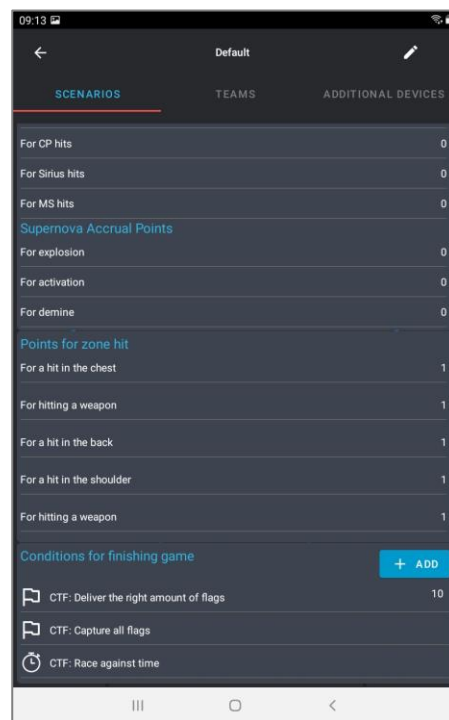 09:13
Default
SCENARIOS TEAMS ADDITIONAL DEVICES
For CP hits 0
For Sirius hits 0
For MS hits 0
Supernova Accrual Points
For explosion 0
For activation 0
For demine 0
Points for zone hit
For a hit in the chest 1
For hitting a weapon 1
For a hit in the back 1
For a hit in the shoulder 1
For hitting a weapon 1
Conditions for finishing game + ADD
CTF: Deliver the right amount of flags 10
CTF: Capture all flags
CTF: Race against time